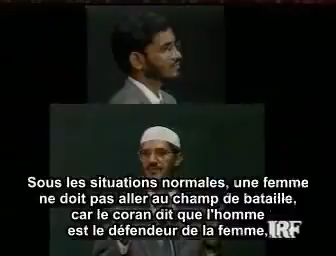 Sous les situations normales, une femme
ne doit pas aller au champ de bataille,
car le coran dit que l'homme
est le défendeur de la femme,
IRF